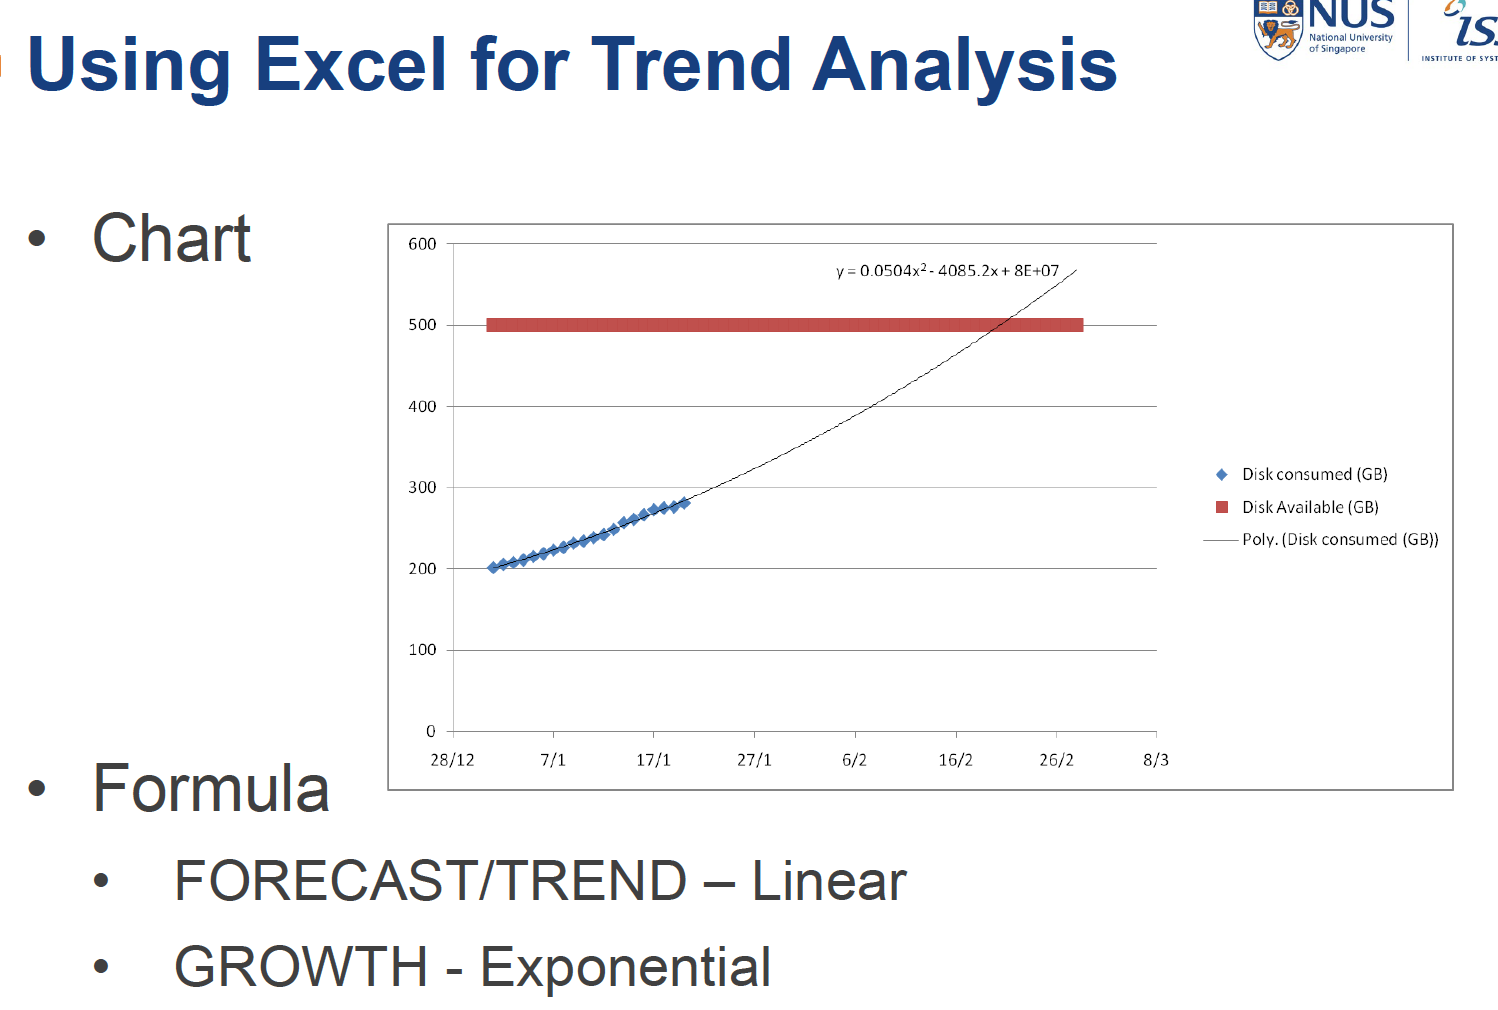 Using Excel for Trend Analysis
NUS
National University
of Singapore
INSTITUTE OF
• Chart
600
500
400
300
200
100
0
y = 0.0504x² - 4085.2x + 8E+07
28/12 7/1 17/1 27/1 6/2 16/2 26/2 8/3
Disk consumed (GB)
Disk Available (GB)
Poly. (Disk consumed (GB))
• Formula
• FORECAST/TREND – Linear
• GROWTH - Exponential